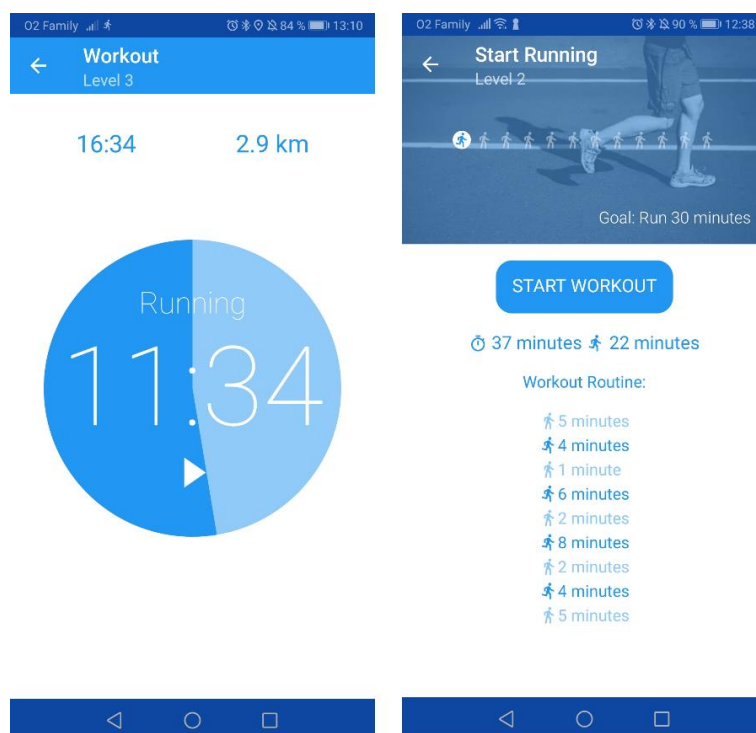 O2 Family 84 % 13:10
Workout
Level 3
16:34 2.9 km
Running
11:34
O2 Family 90 % 12:38
Start Running
Level 2
Goal: Run 30 minutes
START WORKOUT
37 minutes 22 minutes
Workout Routine:
5 minutes
4 minutes
1 minute
6 minutes
2 minutes
8 minutes
2 minutes
4 minutes
5 minutes